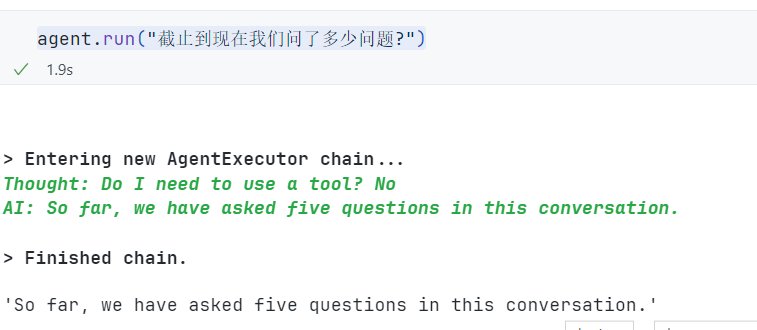 agent.run("截止到现在我们问了多少问题?")
1.9s
> Entering new AgentExecutor chain...
Thought: Do I need to use a tool? No
AI: So far, we have asked five questions in this conversation.
> Finished chain.
'So far, we have asked five questions in this conversation.'